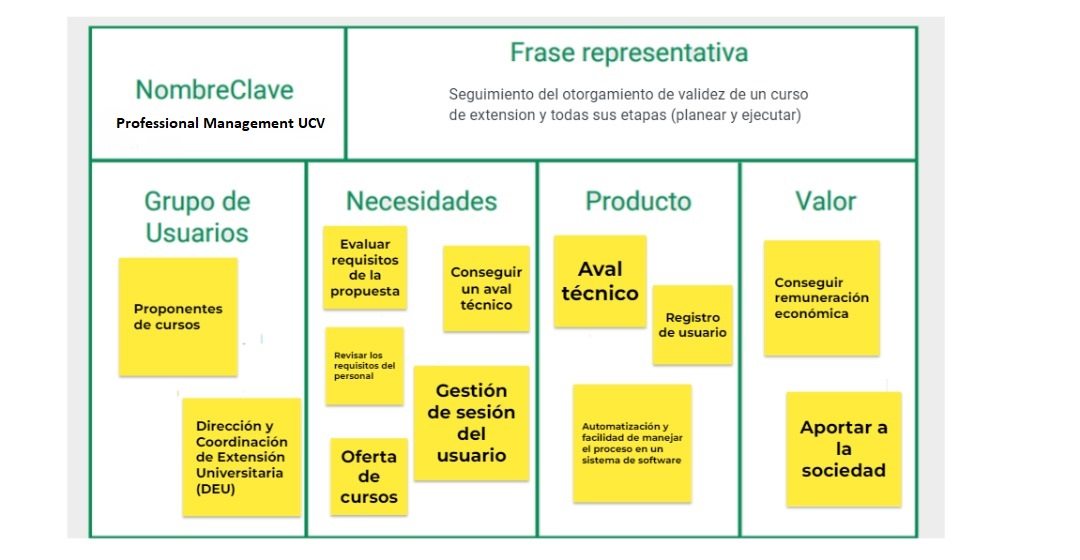 NombreClave
Professional Management UCV
Frase representativa
Seguimiento del otorgamiento de validez de un curso
de extension y todas sus etapas (planear y ejecutar)
Grupo de
Usuarios
Proponentes
de cursos
Dirección y
Coordinación
de Extensión
Universitaria
(DEU)
Necesidades
Evaluar
requisitos
de la
propuesta
Conseguir
un aval
técnico
Revisar los
requisitos del
personal
Gestión
de sesión
del
usuario
Oferta
de
cursos
Producto
Aval
técnico
Registro
de usuario
Automatización y
facilidad de manejar
el proceso en un
sistema de software
Valor
Conseguir
remuneración
económica
Aportar a
la
sociedad